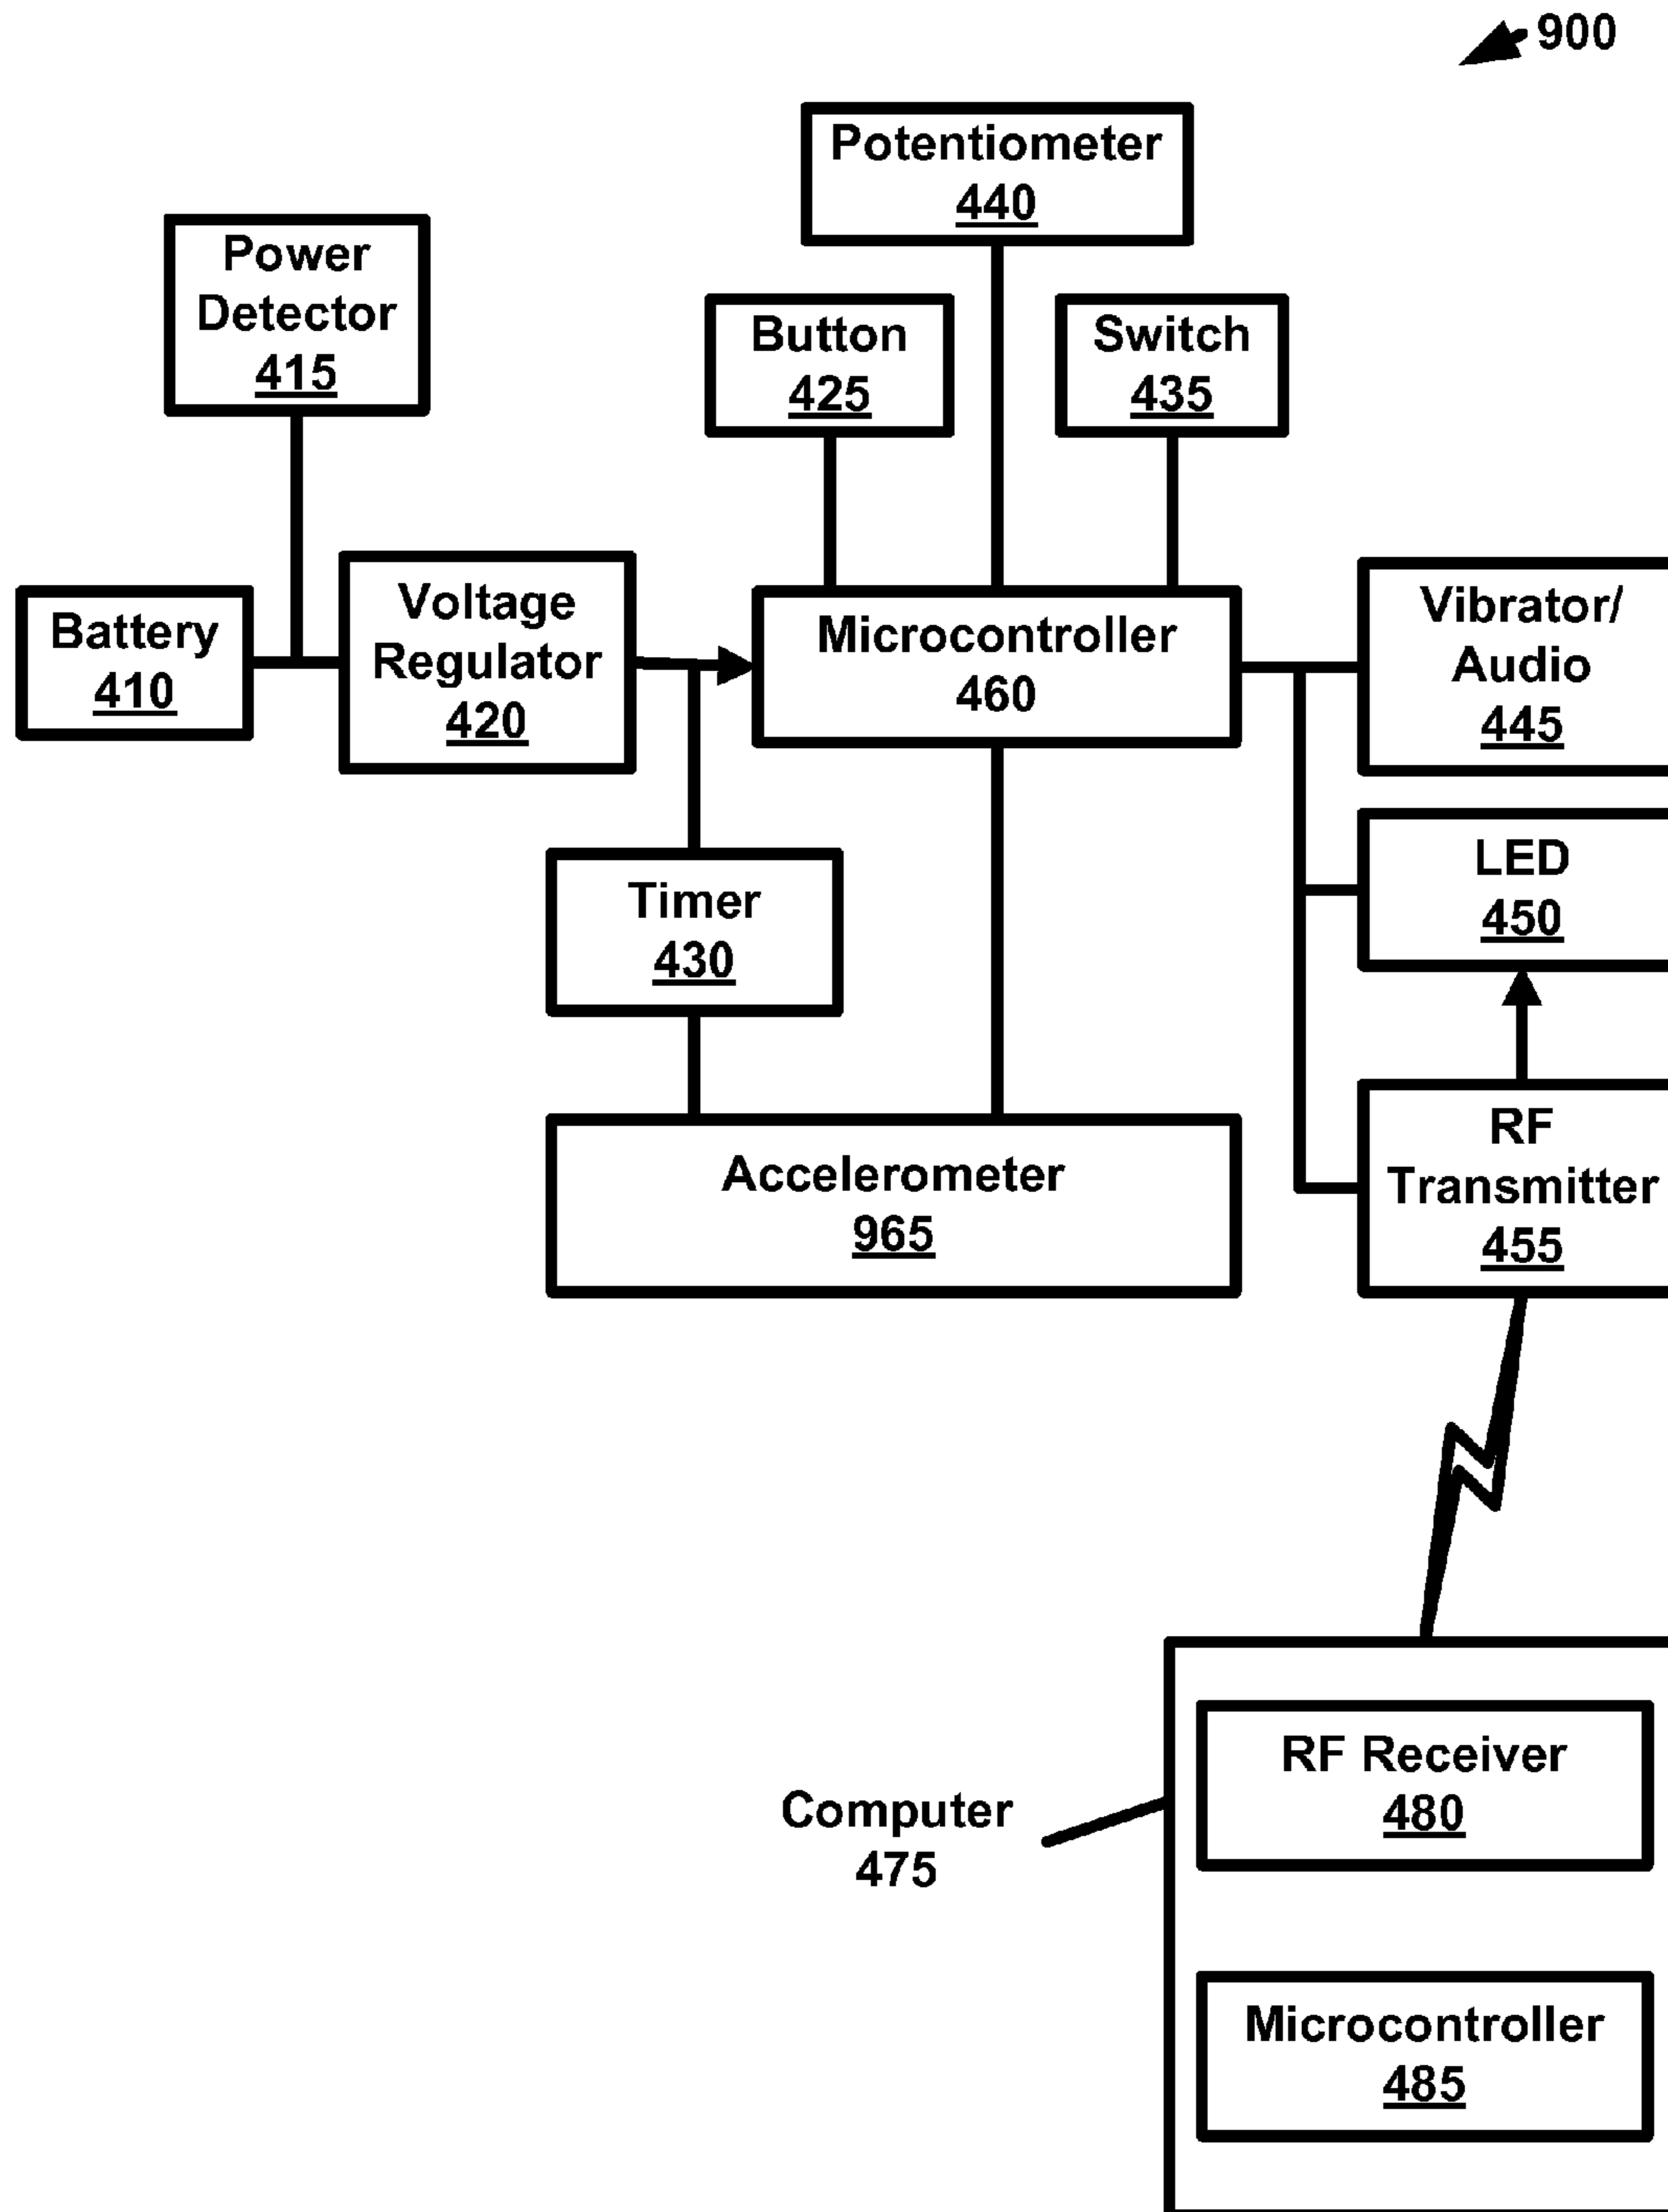 900
Potentiometer
440
Power
Detector
415
Button
425
Switch
435
Battery
410
Voltage
Regulator
420
Microcontroller
460
Vibrator/
Audio
445
LED
450
Timer
430
RF
Transmitter
455
Accelerometer
965
RF Receiver
480
Computer
475
Microcontroller
485